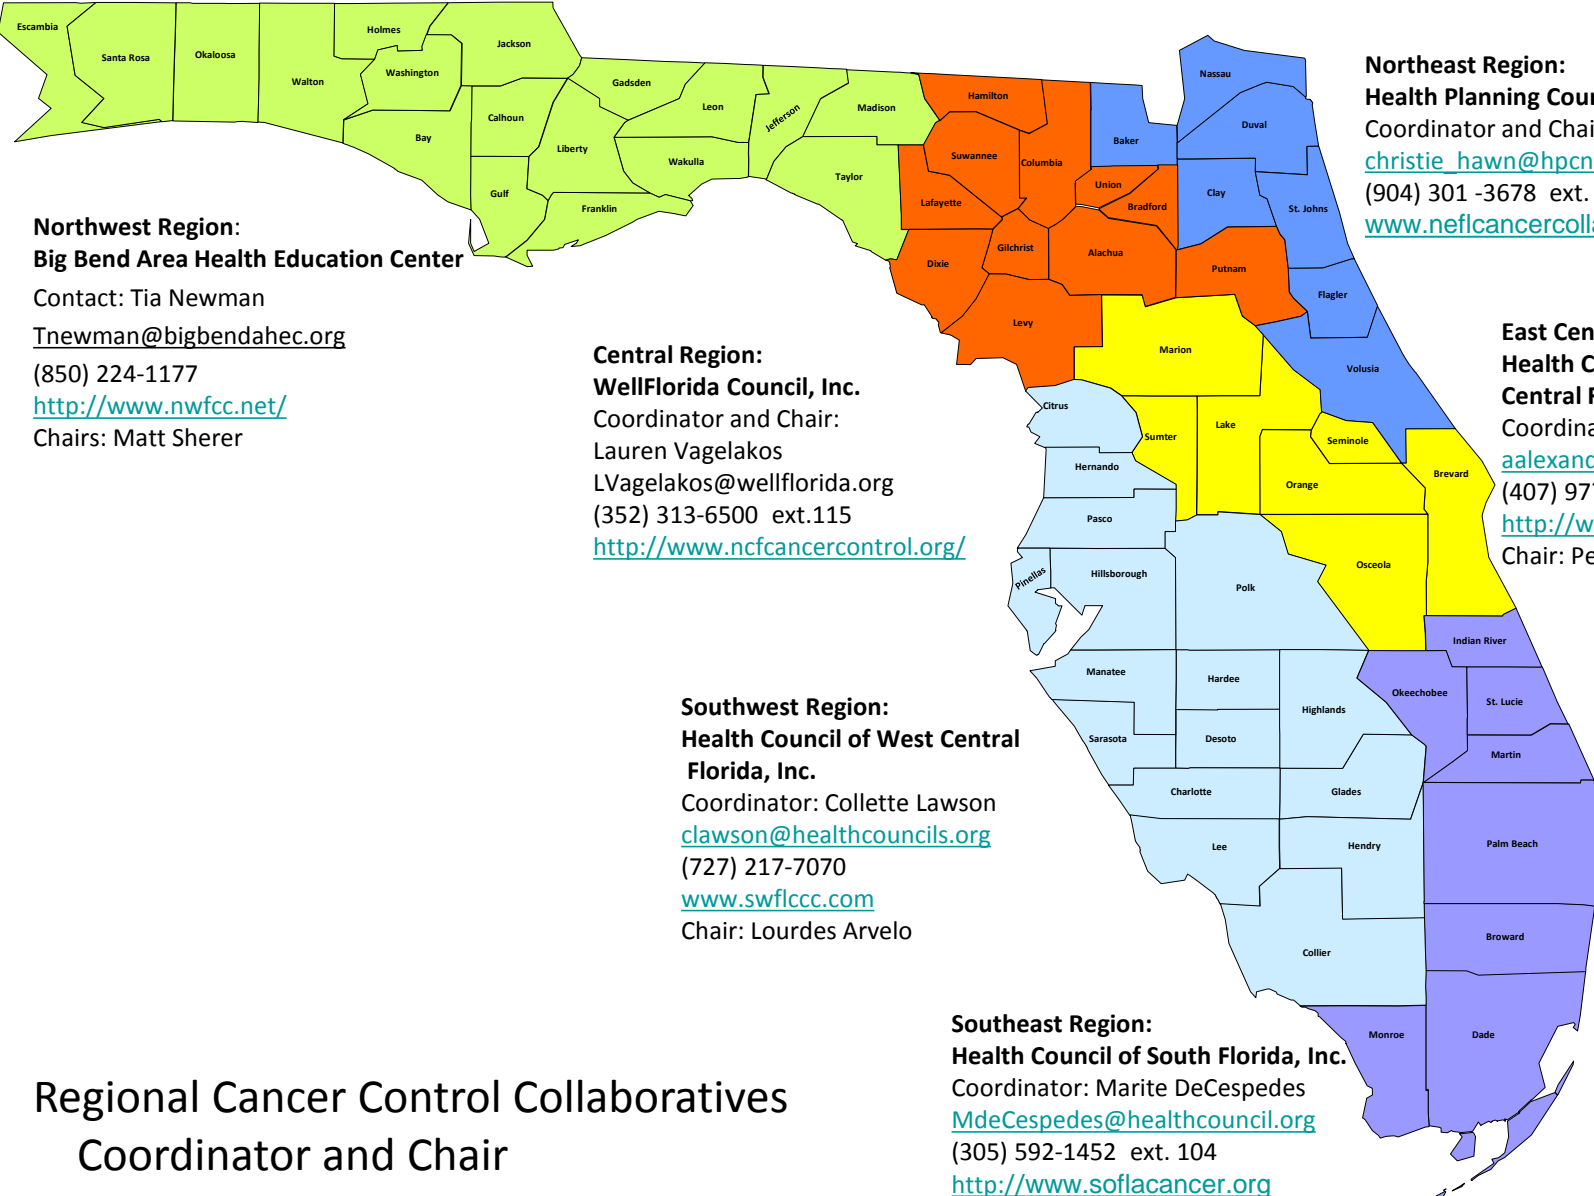 Escambia
Santa Rosa
Okaloosa
Walton
Holmes
Washington
Jackson
Bay
Calhoun
Gulf
Liberty
Gadsden
Franklin
Leon
Wakulla
Jefferson
Madison
Taylor
Hamilton
Suwannee
Columbia
Lafayette
Union
Bradford
Dixie
Gilchrist
Alachua
Putnam
Levy
Nassau
Baker
Duval
Clay
St. Johns
Flagler
Volusia
Marion
Citrus
Sumter
Lake
Seminole
Hernando
Orange
Brevard
Pasco
Pinellas
Hillsborough
Polk
Osceola
Indian River
Manatee
Hardee
Highlands
Okeechobee
St. Lucie
Sarasota
Desoto
Martin
Charlotte
Glades
Lee
Hendry
Palm Beach
Collier
Broward
Monroe
Dade
Northwest Region:
Big Bend Area Health Education Center
Contact: Tia Newman
Tnewman@bigbendahec.org
(850) 224-1177
http://www.nwfcc.net/
Chairs: Matt Sherer
Central Region:
WellFlorida Council, Inc.
Coordinator and Chair:
Lauren Vagelakos
LVagelakos@wellflorida.org
(352) 313-6500 ext.115
http://www.ncfcancercontrol.org/
Northeast Region:
Health Planning
Coordinator and
christie_hawn@hpcn
(904) 301 -3678 ext.
www.neflcancercoll
East
Health
Central
(407)
Chair:
Southwest Region:
Health Council of West Central
Florida, Inc.
Coordinator: Collette Lawson
clawson@healthcouncils.org
(727) 217-7070
www.swflccc.com
Chair: Lourdes Arvelo
Southeast Region:
Health Council of South Florida, Inc.
Coordinator: Marite DeCespedes
MdeCespedes@healthcouncil.org
(305) 592-1452 ext. 104
http://www.soflacancer.org
Regional Cancer Control Collaboratives
Coordinator and Chair